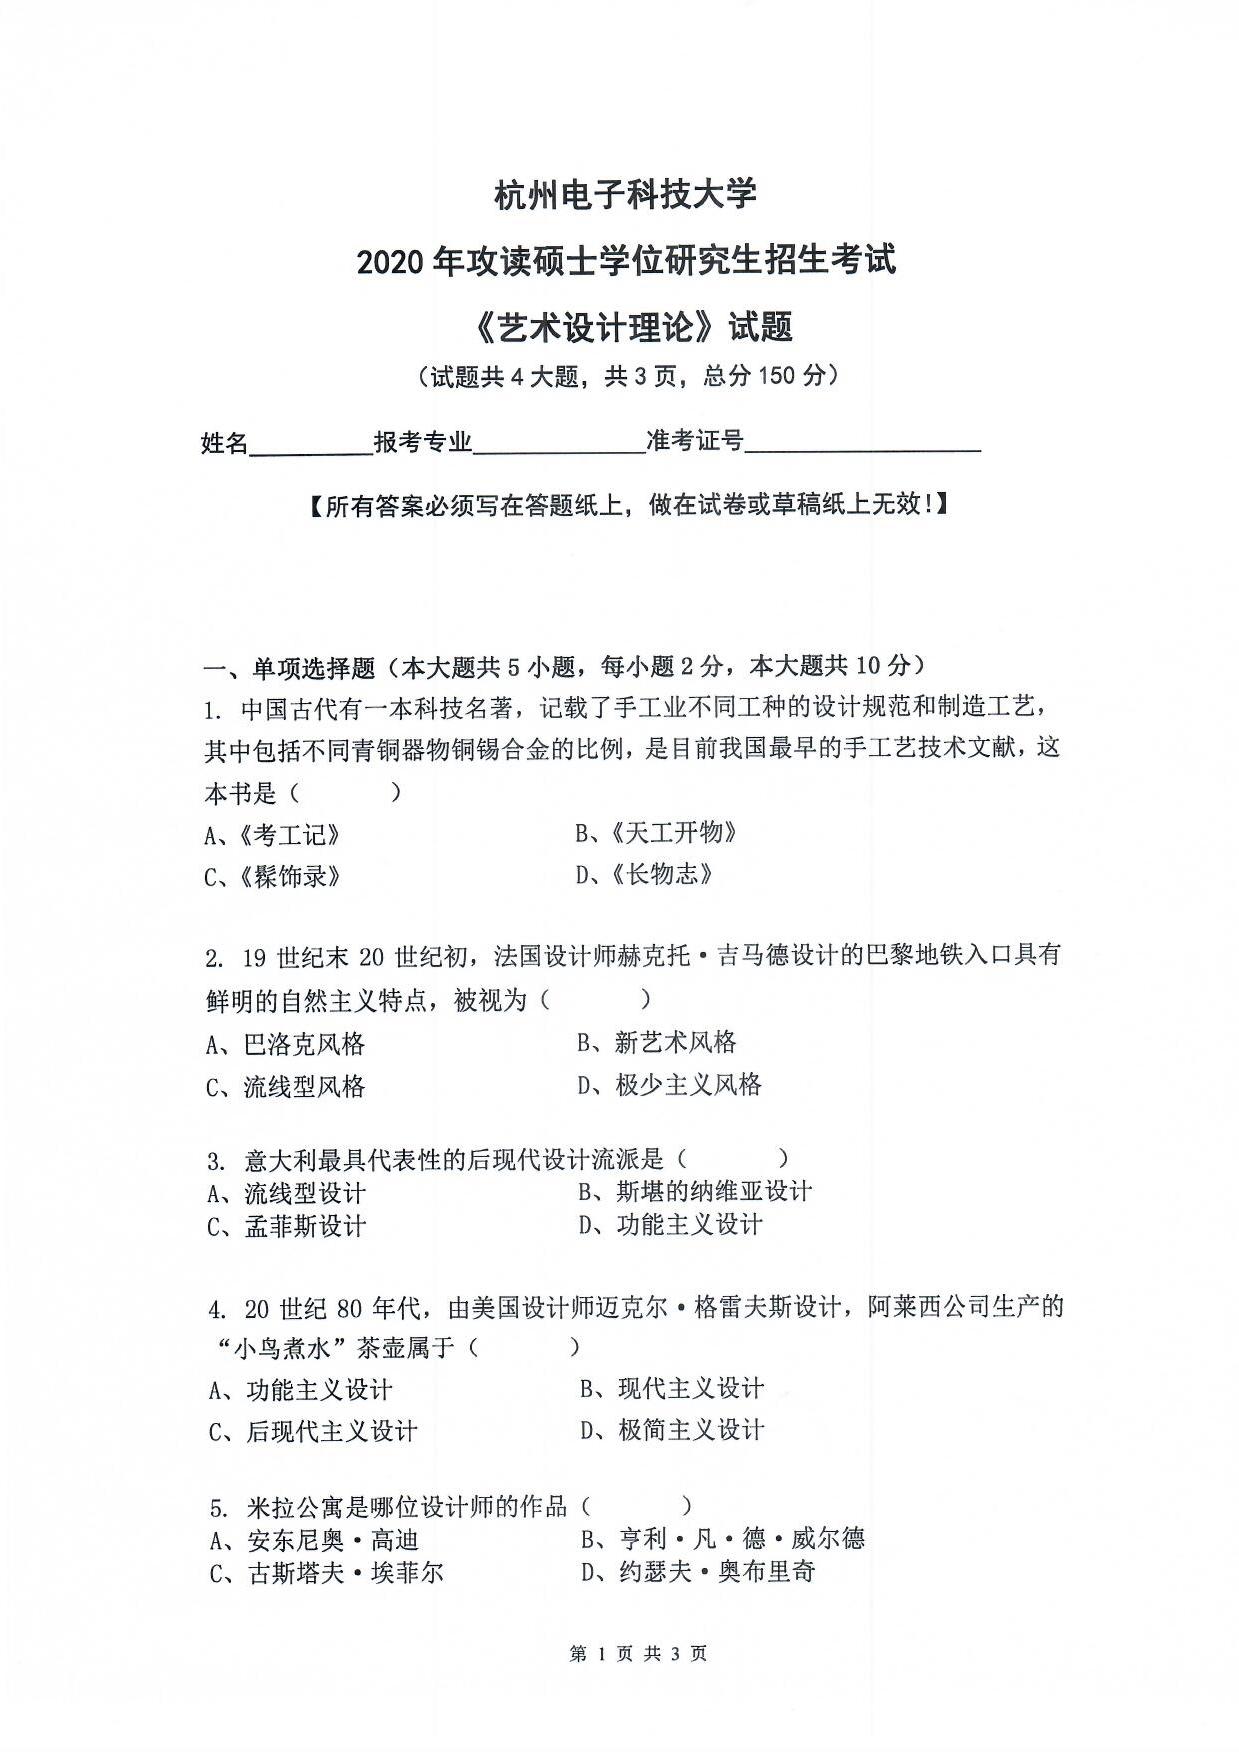 杭州电子科技大学
2020 年攻读硕士学位研究生招生考试
《艺术设计理论》试题
（试题共 4 大题，共 3 页，总分 150 分）
姓名__________报考专业______________准考证号___________________
【所有答案必须写在答题纸上，做在试卷或草稿纸上无效！】
一、单项选择题（本大题共 5 小题，每小题 2 分，本大题共 10 分）
1. 中国古代有一本科技名著，记载了手工业不同工种的设计规范和制造工艺，
其中包括不同青铜器物铜锡合金的比例，是目前我国最早的手工艺技术文献，这
本书是（ ）
A、《考工记》 B、《天工开物》
C、《髹饰录》 D、《长物志》
2. 19 世纪末 20 世纪初，法国设计师赫克托·吉马德设计的巴黎地铁入口具有
鲜明的自然主义特点，被视为（ ）
A、巴洛克风格 B、新艺术风格
C、流线型风格 D、极少主义风格
3. 意大利最具代表性的后现代设计流派是（ ）
A、流线型设计 B、斯堪的纳维亚设计
C、孟菲斯设计 D、功能主义设计
4. 20 世纪 80 年代，由美国设计师迈克尔·格雷夫斯设计，阿莱西公司生产的
“小鸟煮水”茶壶属于（ ）
A、功能主义设计 B、现代主义设计
C、后现代主义设计 D、极简主义设计
5. 米拉公寓是哪位设计师的作品（ ）
A、安东尼奥·高迪 B、亨利·凡·德·威尔德
C、古斯塔夫·埃菲尔 D、约瑟夫·奥布里奇
第 1 页 共 3 页